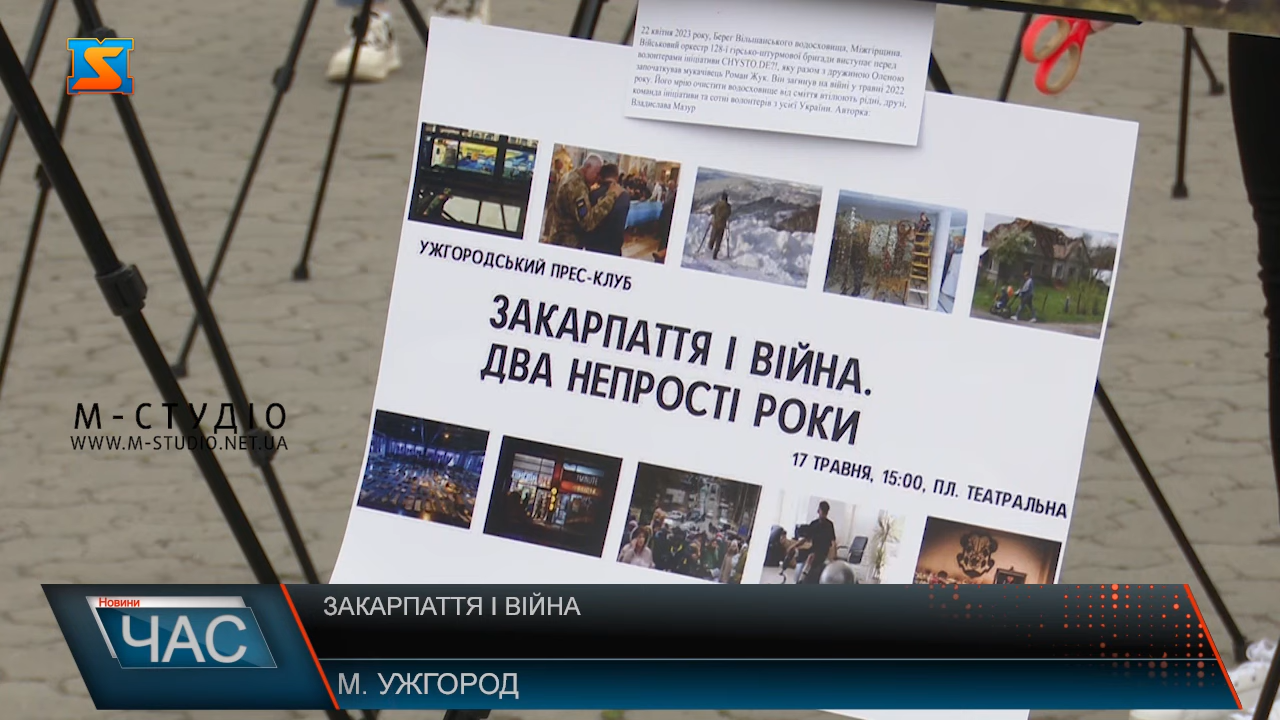 22 квітня 2023 року, Берег Вільшанського водосховища, Міжгірщина.
Військовий оркестр 128-ї гірсько-штурмової бригади виступає перед
волонтерами ініціативи CHYSTO.DE?!, яку разом з дружиною Оленою
започаткував мукачівець Роман Жук. Він загинув на війні у травні 2022
року. Його мрію очистити водосховище від сміття втілюють рідні, друзі,
команда ініціативи та сотні волонтерів з усієї України. Авторка:
Владислава Мазур
УЖГОРОДСЬКИЙ ПРЕС-КЛУБ
ЗАКАРПАТТЯ І ВІЙНА.
ДВА НЕПРОСТІ РОКИ
17 ТРАВНЯ, 15:00, ПЛ. ТЕАТРАЛЬНА
М-СТУДІО
WWW.M-STUDIO.NET.UA
Новини
ЧАС
ЗАКАРПАТТЯ І ВІЙНА
М. УЖГОРОД